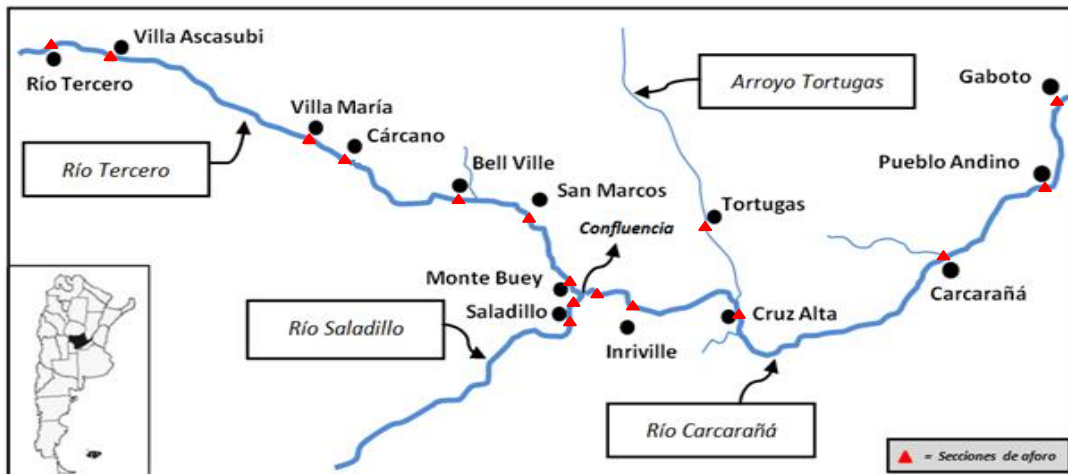 Villa Ascasubi
Río Tercero
Río Tercero
Villa María
Cárcano
Bell Ville
San Marcos
Confluencia
Monte Buey
Saladillo
Río Saladillo
Inriville
Arroyo Tortugas
Tortugas
Cruz Alta
Río Carcarañá
Gaboto
Pueblo Andino
Carcarañá
= Secciones de aforo